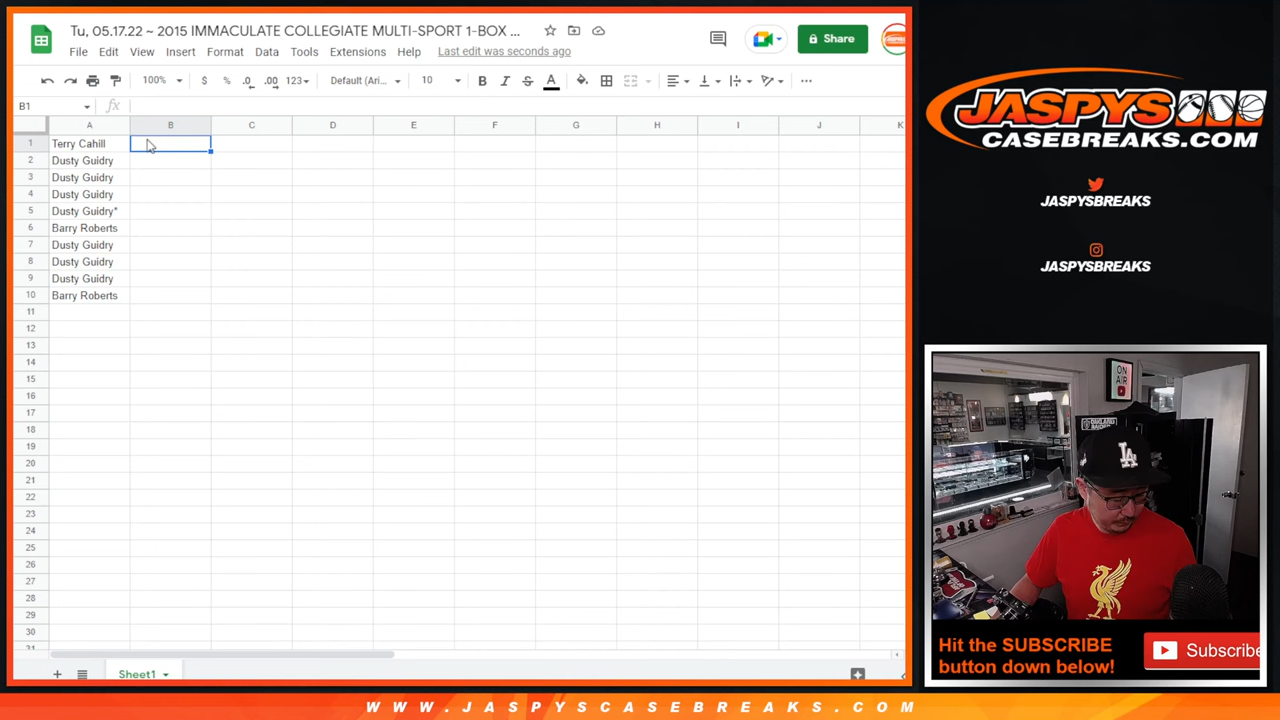 Tu, 05.17.22 ~ 2015 IMMACULATE COLLEGIATE MULTI-SPORT 1-BOX ...
File Edit View Insert Format Data Tools Extensions Help Last edit was seconds ago
Share
100% $ % .0 .00 123 Default (Ari... 10 B I S A
B1 fx
A B C D E F G H I J K
1 Terry Cahill
2 Dusty Guidry
3 Dusty Guidry
4 Dusty Guidry
5 Dusty Guidry*
6 Barry Roberts
7 Dusty Guidry
8 Dusty Guidry
9 Dusty Guidry
10 Barry Roberts
11
12
13
14
15
16
17
18
19
20
21
22
23
24
25
26
27
28
29
30
31
Sheet1
JASPYS
CASEBREAKS.COM
JASPYSBREAKS
JASPYSBREAKS
ON
AIR
LA
Hit the SUBSCRIBE
button down below!
Subscribe
WWW.JASPYSCASEBREAKS.COM